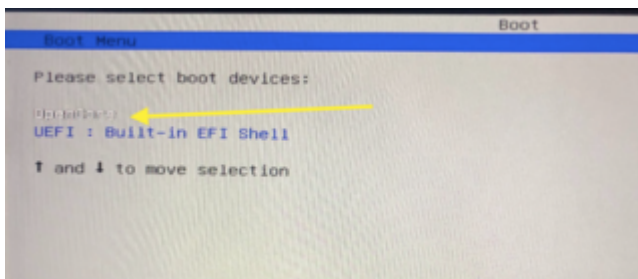 Boot
Boot Menu
Please select boot devices:
UEFI : Built-in EFI Shell
↑ and ↓ to move selection